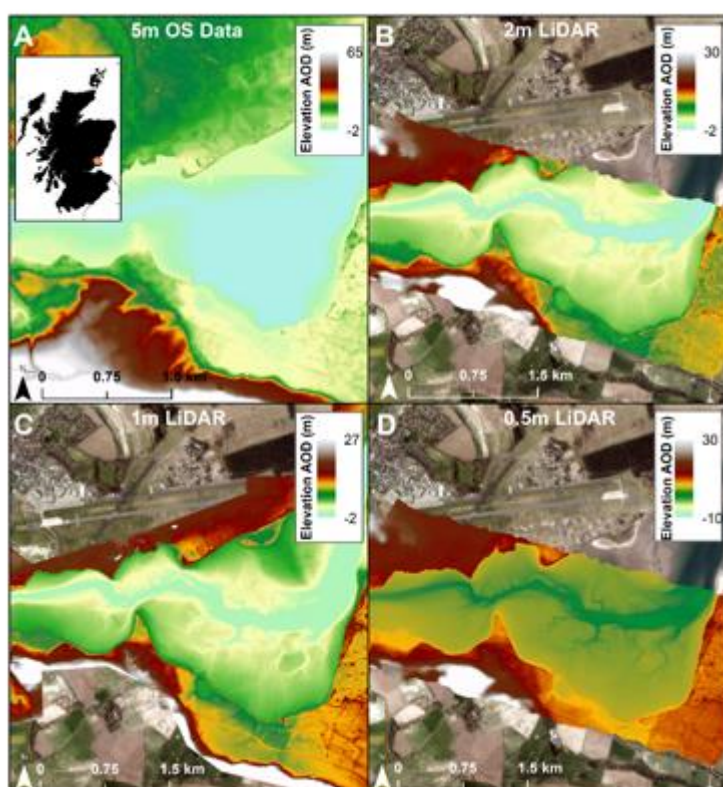 A
5m OS Data
65
Elevation AOD (m)
-2
0
0.75
1.5 km
B
2m LiDAR
30
Elevation AOD (m)
-2
0
0.75
1.5 km
C
1m LiDAR
27
Elevation AOD (m)
-2
0
0.75
1.5 km
D
0.5m LiDAR
30
Elevation AOD (m)
-10
0
0.75
1.5 km